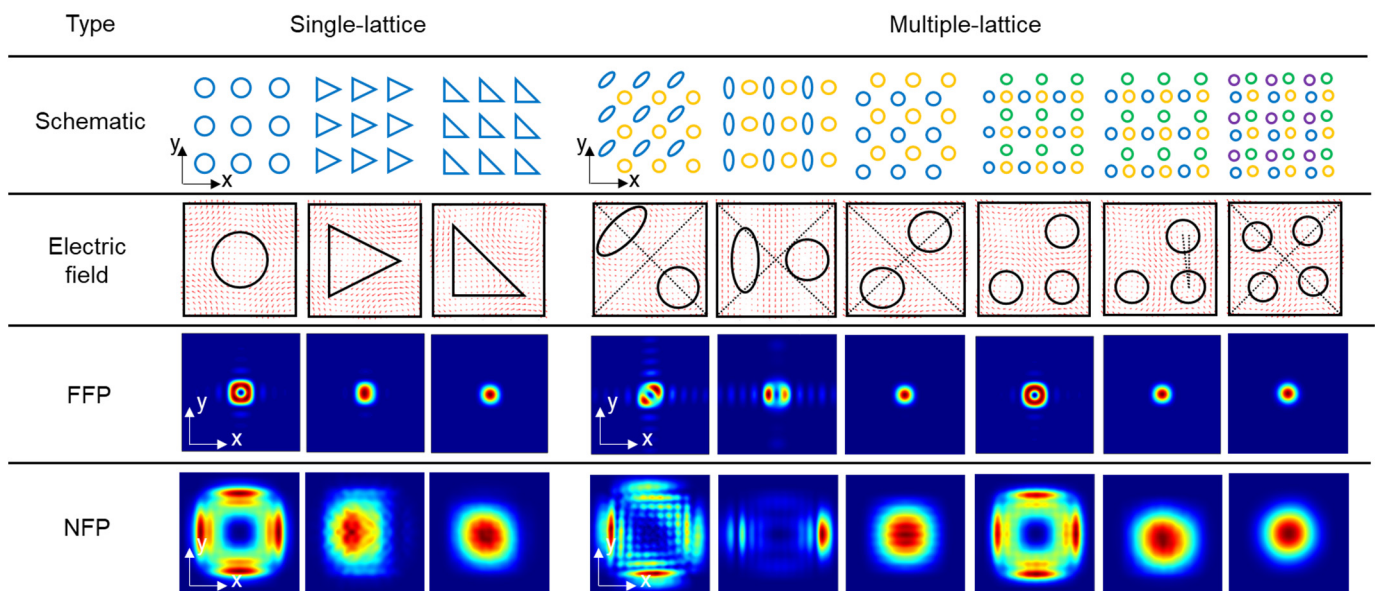 Type Single-lattice Multiple-lattice
Schematic
y
x
y
x
Electric
field
FFP
y
x
y
x
NFP
y
x
y
x